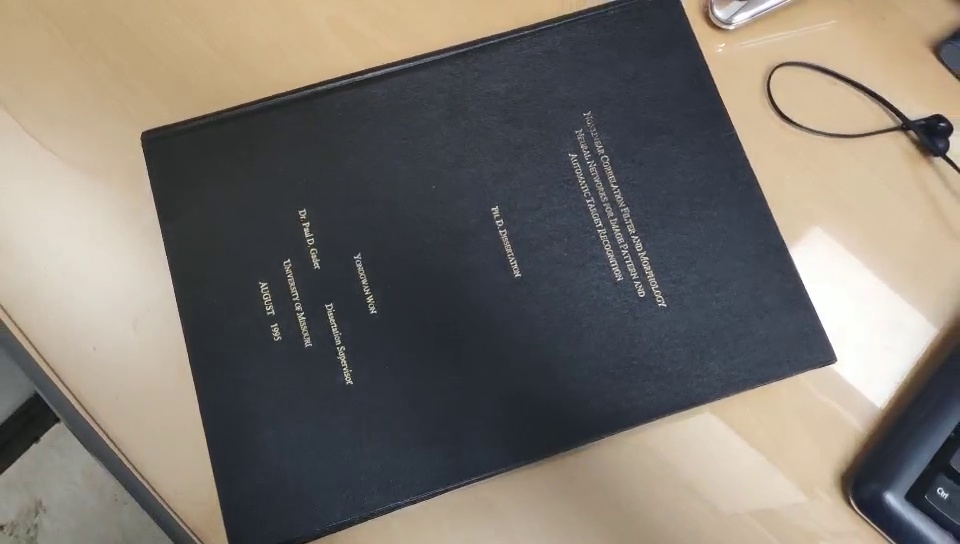 NONLINEAR CORRELATION FILTER AND MORPHOLOGY
NEURAL NETWORKS FOR IMAGE PATTERN AND
AUTOMATIC TARGET RECOGNITION
PH. D. DISSERTATION
YONGGWAN WON
Dissertation Supervisor
Dr. Paul D. Gader
UNIVERSITY OF MISSOURI
AUGUST 1995
Ctrl